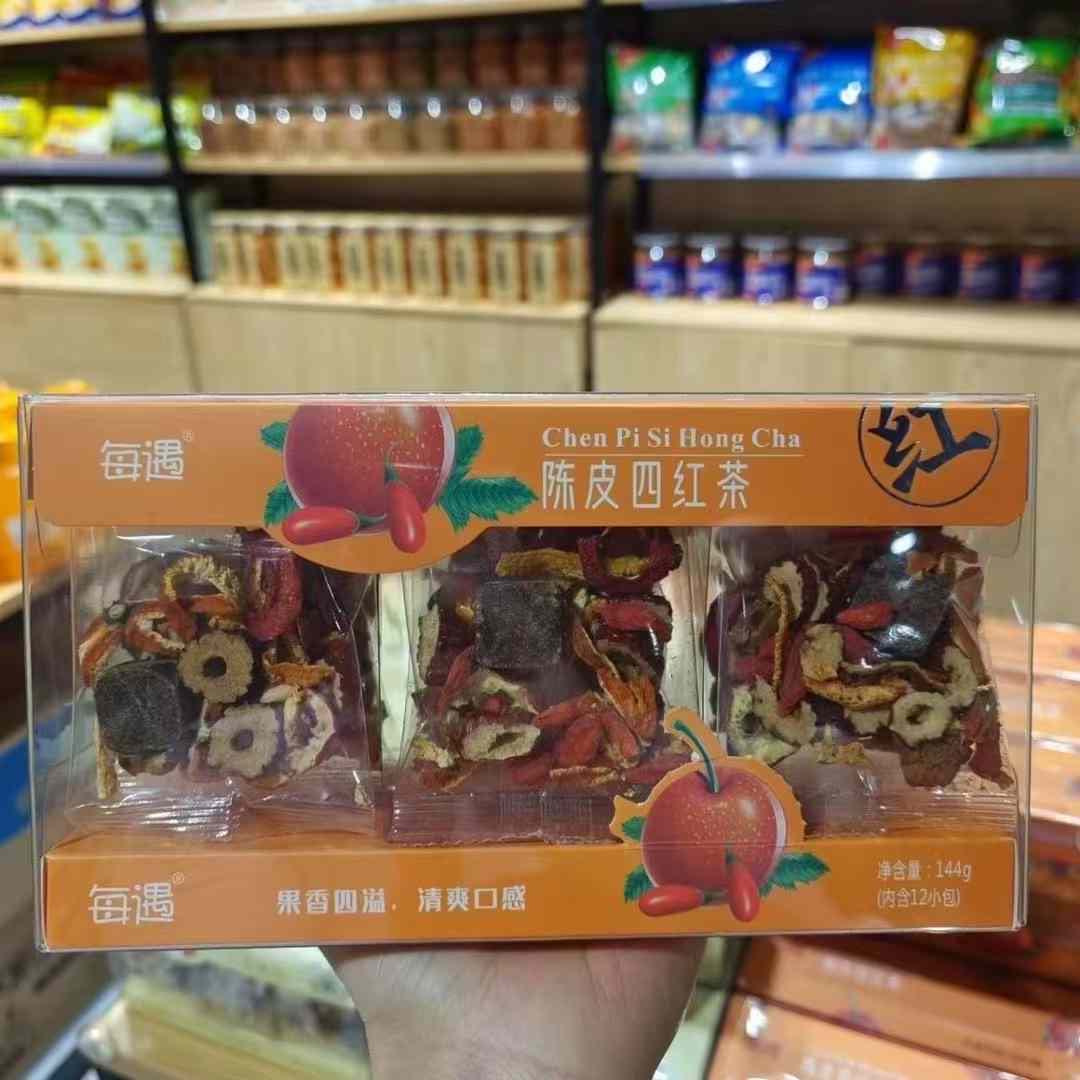 每遇®
Chen Pi Si Hong Cha
陈皮四红茶
红
每遇®
果香四溢，清爽口感
净含量：144g
(内含12小包)